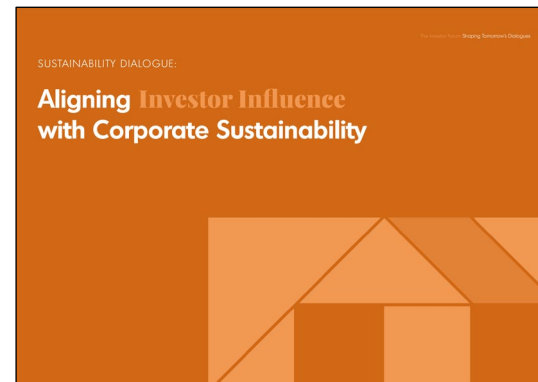 The Investor Forum Shaping Tomorrow's Dialogues
SUSTAINABILITY DIALOGUE:
Aligning Investor Influence
with Corporate Sustainability